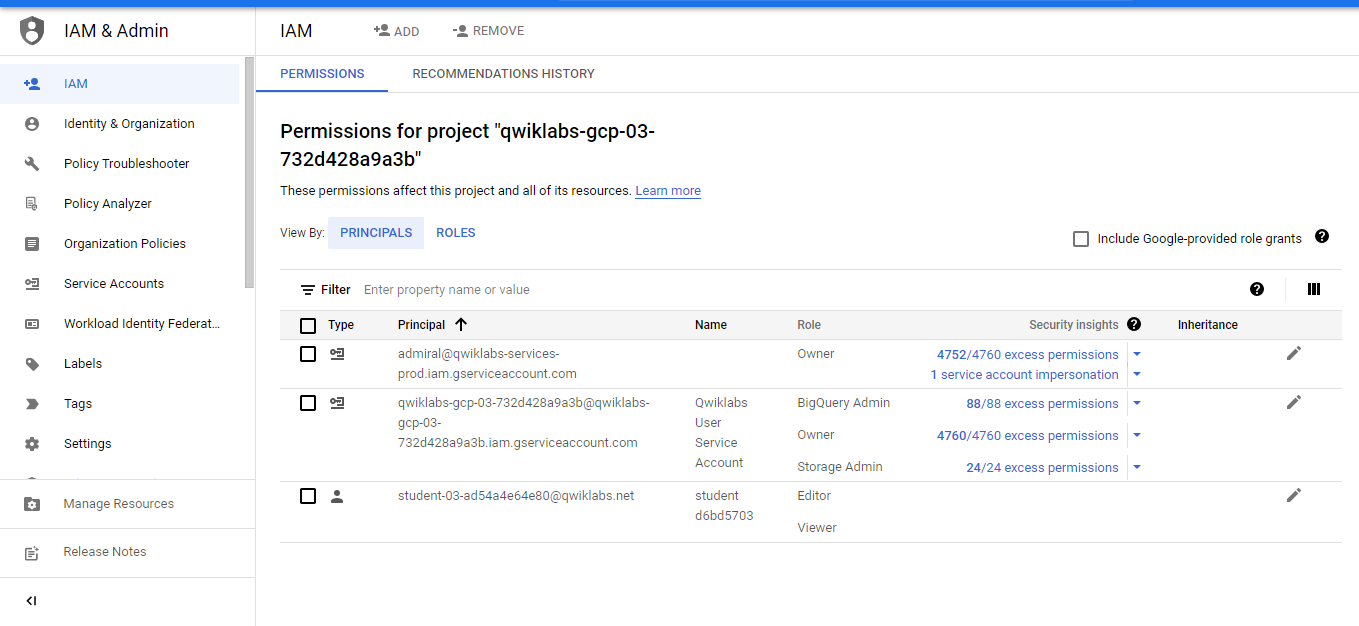 IAM & Admin
IAM
ADD
REMOVE
IAM
Identity & Organization
Policy Troubleshooter
Policy Analyzer
Organization Policies
Service Accounts
Workload Identity Federat...
Labels
Tags
Settings
Manage Resources
Release Notes
PERMISSIONS
RECOMMENDATIONS HISTORY
Permissions for project "qwiklabs-gcp-03-
732d428a9a3b"
These permissions affect this project and all of its resources. Learn more
View By: PRINCIPALS ROLES
Include Google-provided role grants
Filter Enter property name or value
Type Principal Name Role Security insights Inheritance
admiral@qwiklabs-services- Owner 4752/4760 excess permissions
prod.iam.gserviceaccount.com 1 service account impersonation
qwiklabs-gcp-03-732d428a9a3b@qwiklabs- Qwiklabs BigQuery Admin 88/88 excess permissions
gcp-03- User
732d428a9a3b.iam.gserviceaccount.com Service Owner 4760/4760 excess permissions
Account Storage Admin 24/24 excess permissions
student-03-ad54a4e64e80@qwiklabs.net student Editor
d6bd5703
Viewer